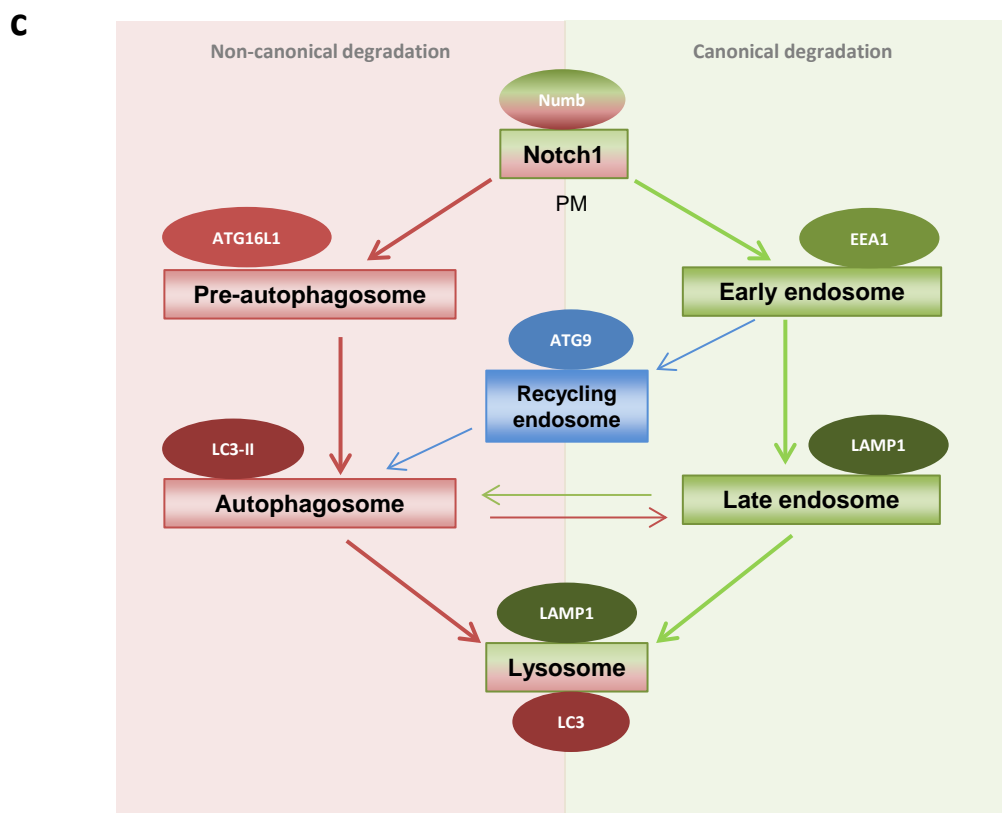 c
Non-canonical degradation
Canonical degradation
Numb
Notch1
PM
ATG16L1
EEA1
Pre-autophagosome
Early endosome
ATG9
Recycling
endosome
LC3-II
LAMP1
Autophagosome
Late endosome
LAMP1
Lysosome
LC3